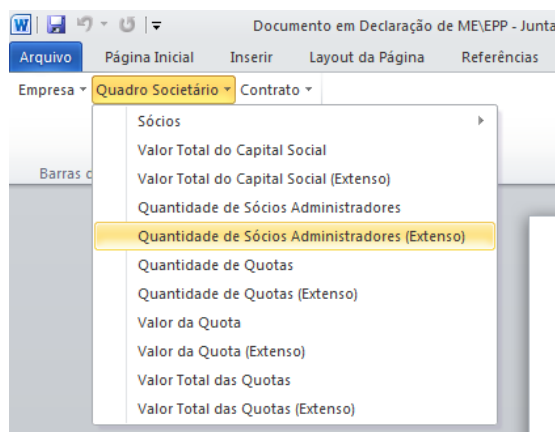 Documento em Declaração de ME\EPP - Junta
Arquivo Página Inicial Inserir Layout da Página Referências
Empresa Quadro Societário Contrato
Sócios
Valor Total do Capital Social
Barras
Valor Total do Capital Social (Extenso)
Quantidade de Sócios Administradores
Quantidade de Sócios Administradores (Extenso)
Quantidade de Quotas
Quantidade de Quotas (Extenso)
Valor da Quota
Valor da Quota (Extenso)
Valor Total das Quotas
Valor Total das Quotas (Extenso)